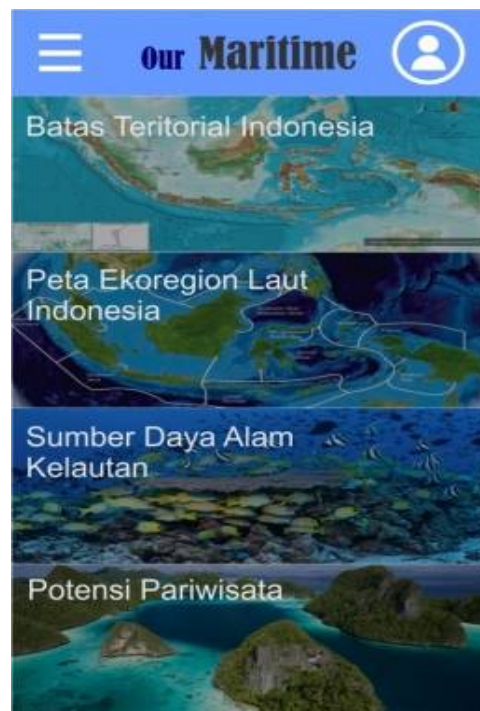 Our Maritime
Batas Teritorial Indonesia
Peta Ekoregion Laut
Indonesia
Sumber Daya Alam
Kelautan
Potensi Pariwisata